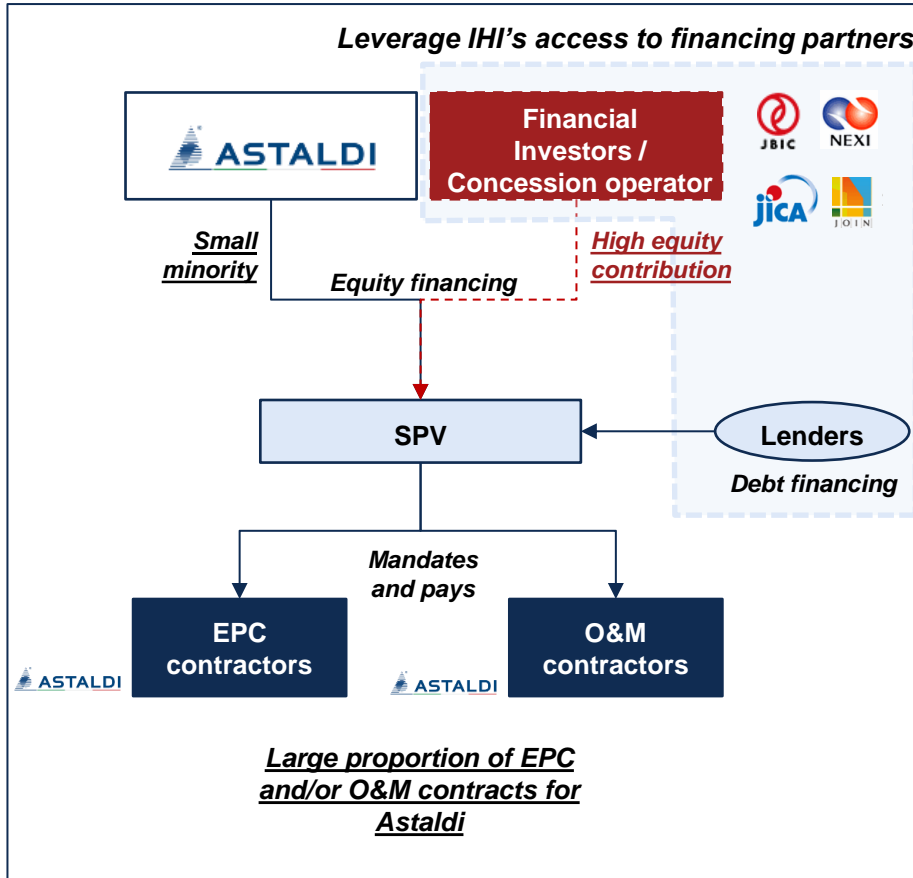 Leverage IHI's access to financing partners
ASTALDI
Financial
Investors /
Concession operator
JBIC
NEXI
JICA
JOIN
Small
minority
Equity financing
High equity
contribution
SPV
Lenders
Debt financing
Mandates
and pays
EPC
contractors
O&M
contractors
ASTALDI
ASTALDI
Large proportion of EPC
and/or O&M contracts for
Astaldi